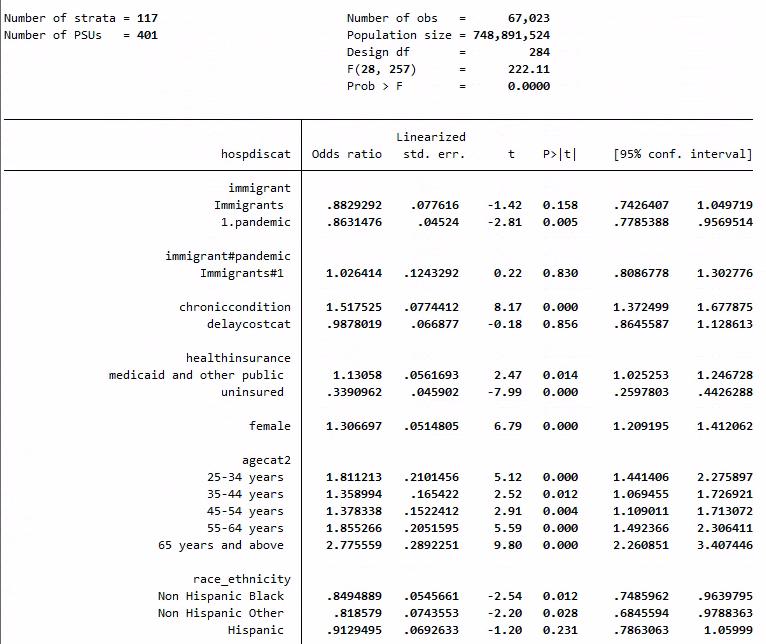 Number of strata = 117 Number of obs = 67,023
Number of PSUs = 401 Population size = 748,891,524
Design df = 284
F(28, 257) = 222.11
Prob > F = 0.0000
Linearized
hospdiscat Odds ratio std. err. t P>|t| [95% conf. interval]
immigrant
Immigrants .8829292 .077616 -1.42 0.158 .7426407 1.049719
1.pandemic .8631476 .04524 -2.81 0.005 .7785388 .9569514
immigrant#pandemic
Immigrants#1 1.026414 .1243292 0.22 0.830 .8086778 1.302776
chroniccondition 1.517525 .0774412 8.17 0.000 1.372499 1.677875
delaycostcat .9878019 .066877 -0.18 0.856 .8645587 1.128613
healthinsurance
medicaid and other public 1.13058 .0561693 2.47 0.014 1.025253 1.246728
uninsured .3390962 .045902 -7.99 0.000 .2597803 .4426288
female 1.306697 .0514805 6.79 0.000 1.209195 1.412062
agecat2
25-34 years 1.811213 .2101456 5.12 0.000 1.441406 2.275897
35-44 years 1.358994 .165422 2.52 0.012 1.069455 1.726921
45-54 years 1.378338 .1522412 2.91 0.004 1.109011 1.713072
55-64 years 1.855266 .2051595 5.59 0.000 1.492366 2.306411
65 years and above 2.775559 .2892251 9.80 0.000 2.260851 3.407446
race_ethnicity
Non Hispanic Black .8494889 .0545661 -2.54 0.012 .7485962 .9639795
Non Hispanic Other .818579 .0743553 -2.20 0.028 .6845594 .9788363
Hispanic .9129495 .0692633 -1.20 0.231 .7863063 1.05999